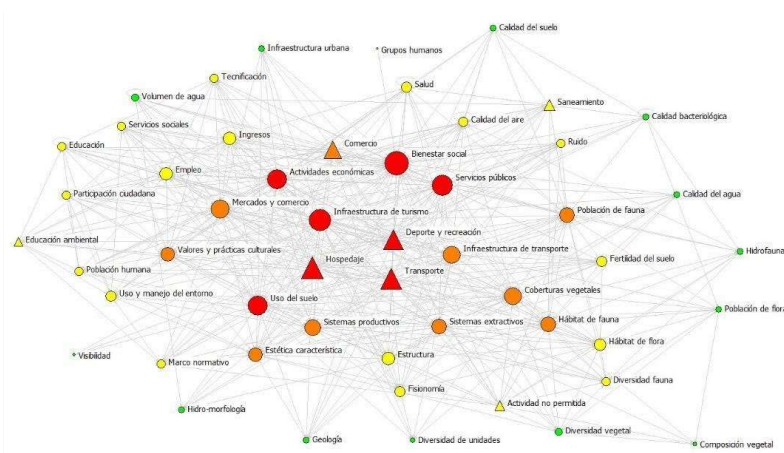 Calidad del suelo
Infraestructura urbana
Grupos humanos
Tecnificación
Salud
Volumen de agua
Saneamiento
Calidad bacteriológica
Servicios sociales
Calidad del aire
Ingresos
Comercio
Ruido
Educación
Bienestar social
Empleo
Actividades económicas
Servicios públicos
Participación ciudadana
Calidad del agua
Mercados y comercio
Infraestructura de turismo
Población de fauna
Deporte y recreación
Educación ambiental
Valores y prácticas culturales
Infraestructura de transporte
Hidrofauna
Hospedaje
Fertilidad del suelo
Población humana
Transporte
Uso y manejo del entorno
Coberturas vegetales
Uso del suelo
Población de flora
Sistemas productivos
Sistemas extractivos
Hábitat de fauna
Hábitat de flora
Visibilidad
Estética característica
Estructura
Marco normativo
Diversidad fauna
Fisionomía
Actividad no permitida
Hidro-morfología
Diversidad vegetal
Geología
Diversidad de unidades
Composición vegetal